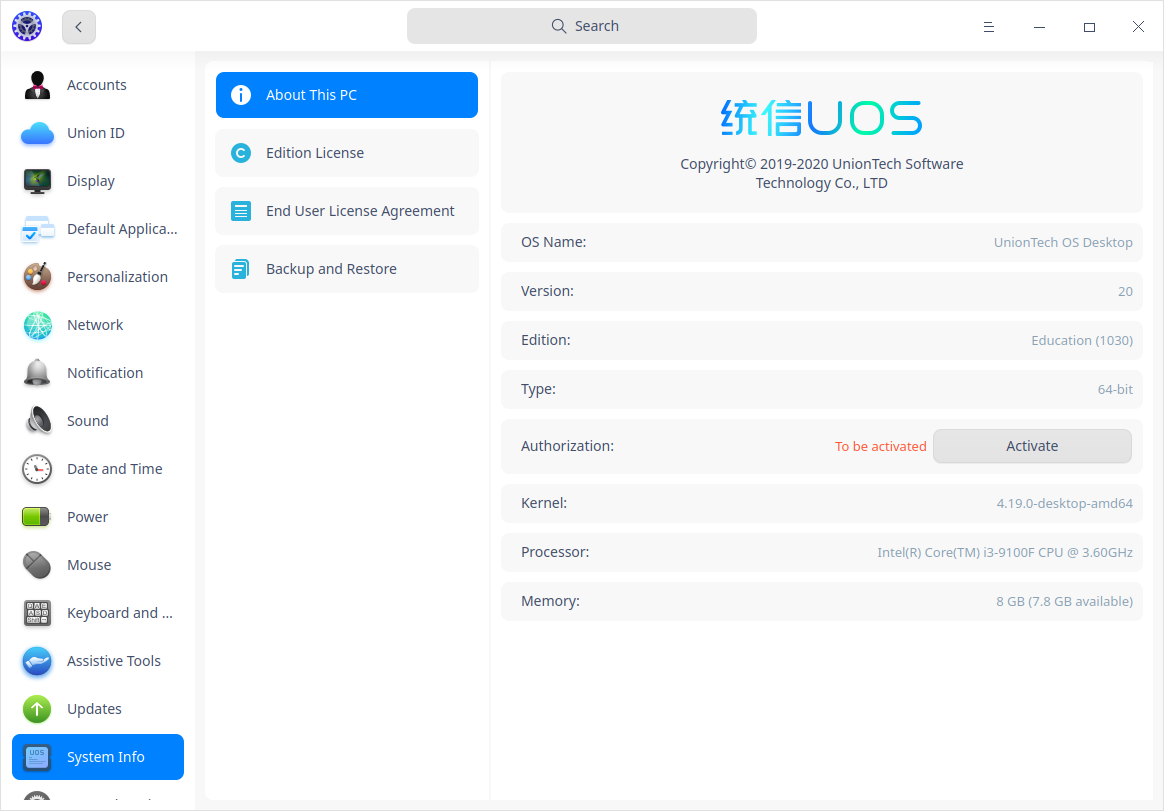 Search
Accounts
Union ID
Display
Default Applica...
Personalization
Network
Notification
Sound
Date and Time
Power
Mouse
Keyboard and ...
Assistive Tools
Updates
System Info
About This PC
Edition License
End User License Agreement
Backup and Restore
统信UOS
Copyright© 2019-2020 UnionTech Software
Technology Co., LTD
OS Name: UnionTech OS Desktop
Version: 20
Edition: Education (1030)
Type: 64-bit
Authorization: To be activated Activate
Kernel: 4.19.0-desktop-amd64
Processor: Intel(R) Core(TM) i3-9100F CPU @ 3.60GHz
Memory: 8 GB (7.8 GB available)